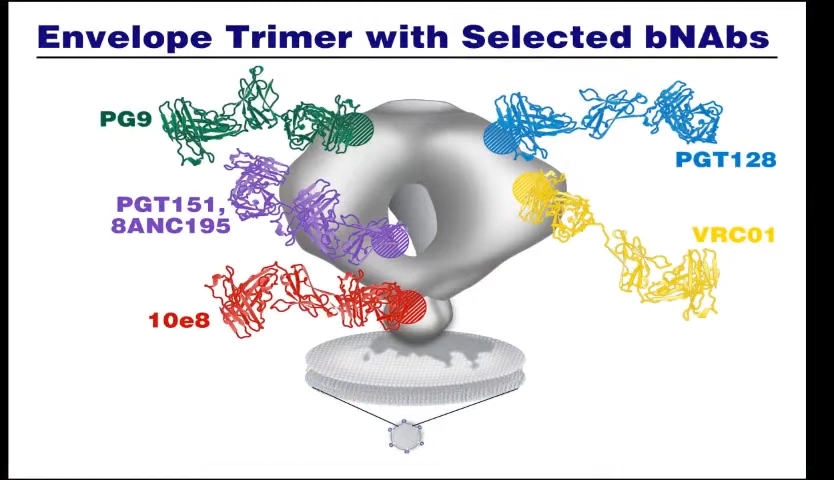 Envelope Trimer with Selected bNAbs
PG9
PGT128
PGT151,
8ANC195
VRC01
10e8